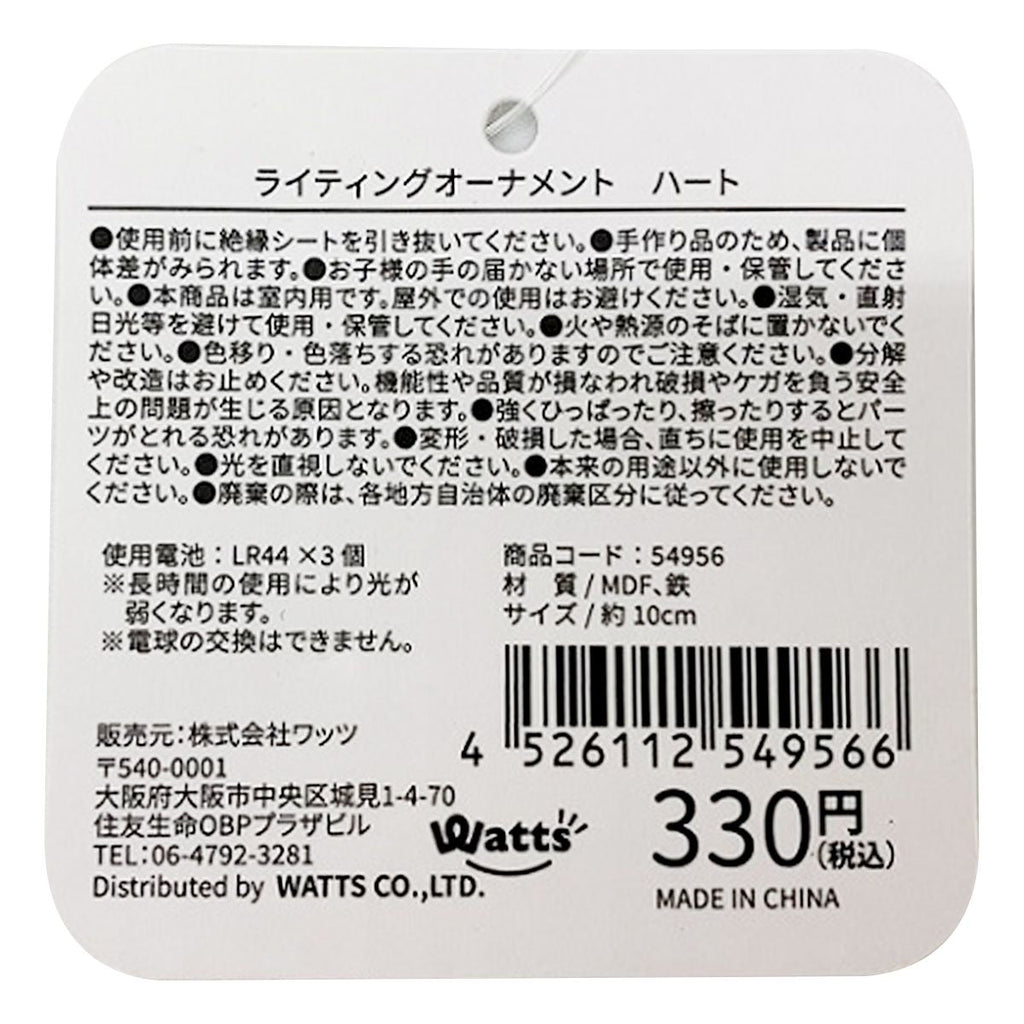 ライティングオーナメント　ハート
●使用前に絶縁シートを引き抜いてください。●手作り品のため、製品に個
体差がみられます。●お子様の手の届かない場所で使用・保管してくださ
い。●本商品は室内用です。屋外での使用はお避けください。●湿気・直射
日光等を避けて使用・保管してください。●火や熱源のそばに置かないでく
ださい。●色移り・色落ちする恐れがありますのでご注意ください。●分解
や改造はお止めください。機能性や品質が損なわれ破損やケガを負う安全
上の問題が生じる原因となります。●強くひっぱったり、擦ったりするとパー
ツがとれる恐れがあります。●変形・破損した場合、直ちに使用を中止して
ください。●光を直視しないでください。●本来の用途以外に使用しないで
ください。●廃棄の際は、各地方自治体の廃棄区分に従ってください。
使用電池：LR44×3個
※長時間の使用により光が
弱くなります。
※電球の交換はできません。
商品コード：54956
材　質/MDF、鉄
サイズ/約10cm
4 526112 549566
販売元：株式会社ワッツ
〒540-0001
大阪府大阪市中央区城見1-4-70
住友生命OBPプラザビル
TEL：06-4792-3281
Distributed by WATTS CO.,LTD.
Watts
330円(税込)
MADE IN CHINA